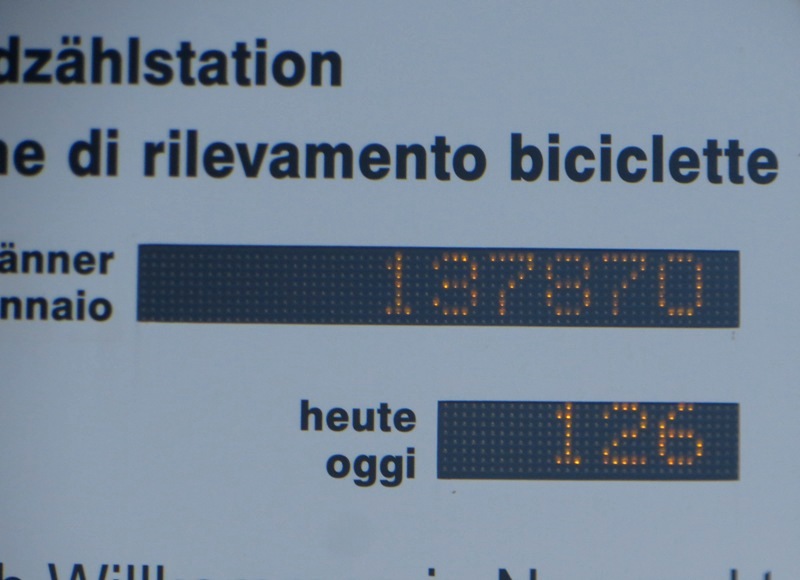 dzählstation
ne di rilevamento biciclette
änner
nnaio
137870
heute
oggi
126